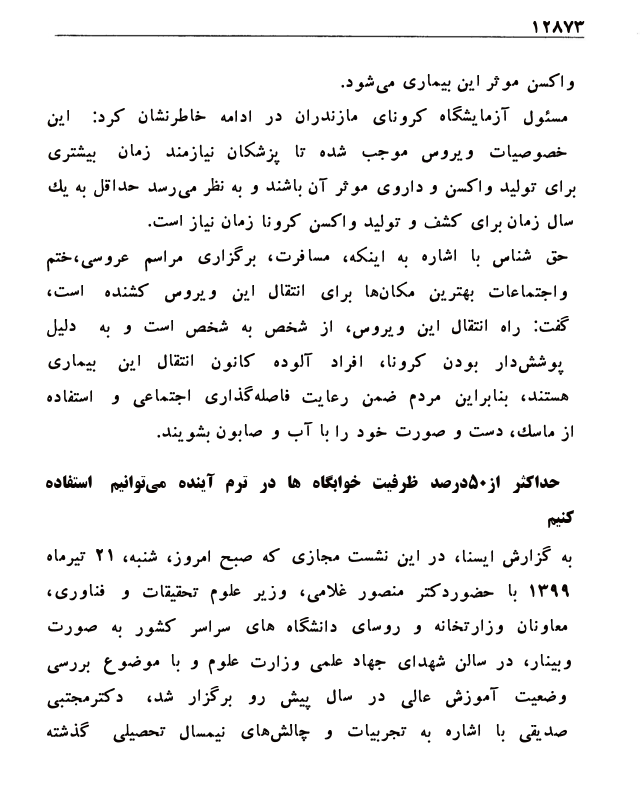 ۱۲۸۷۳
واکسن موثر این بیماری می‌شود.
مسئول آزمایشگاه کرونای مازندران در ادامه خاطرنشان کرد: این
خصوصیات ویروس موجب شده تا پزشکان نیازمند زمان بیشتری
برای تولید واکسن و داروی موثر آن باشند و به نظر می‌رسد حداقل به یك
سال زمان برای کشف و تولید واکسن کرونا زمان نیاز است.
حق شناس با اشاره به اینکه، مسافرت، برگزاری مراسم عروسی،ختم
واجتماعات بهترین مکان‌ها برای انتقال این ویروس کشنده است،
گفت: راه انتقال این ویروس، از شخص به شخص است و به دلیل
پوشش‌دار بودن کرونا، افراد آلوده کانون انتقال این بیماری
هستند، بنابراین مردم ضمن رعایت فاصله‌گذاری اجتماعی و استفاده
از ماسك، دست و صورت خود را با آب و صابون بشویند.
حداکثر از۵۰درصد ظرفیت خوابگاه ها در ترم آینده می‌توانیم استفاده
کنیم
به گزارش ایسنا، در این نشست مجازی که صبح امروز، شنبه، ۲۱ تیرماه
۱۳۹۹ با حضوردکتر منصور غلامی، وزیر علوم تحقیقات و فناوری،
معاونان وزارتخانه و روسای دانشگاه های سراسر کشور به صورت
وبینار، در سالن شهدای جهاد علمی وزارت علوم و با موضوع بررسی
وضعیت آموزش عالی در سال پیش رو برگزار شد، دکترمجتبی
صدیقی با اشاره به تجربیات و چالش‌های نیمسال تحصیلی گذشته